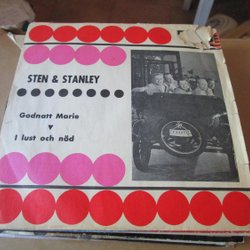 STEN & STANLEY
Godnatt Marie
I lust och nöd